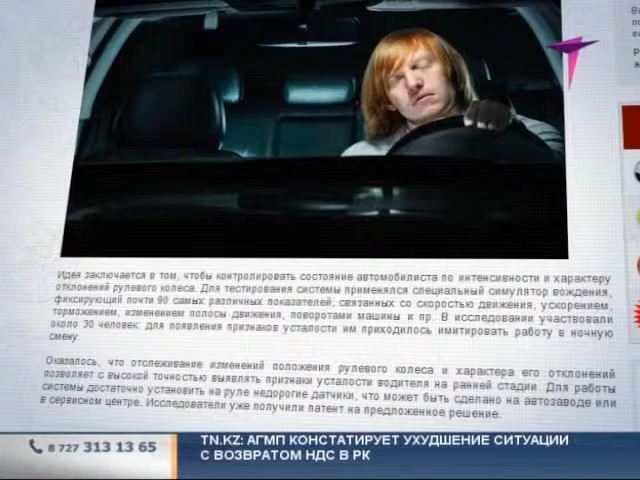 Идея заключается в том, чтобы контролировать состояние автомобилиста по интенсивности и характеру
отклонений рулевого колеса. Для тестирования системы применялся специальный симулятор вождения,
фиксирующий почти 90 самых различных показателей, связанных со скоростью движения, ускорением,
торможением, изменением полосы движения, поворотами машины и пр. В исследовании участвовали
около 30 человек: для появления признаков усталости им приходилось имитировать работу в ночную
смену.
Оказалось, что отслеживание изменений положения рулевого колеса и характера его отклонений
позволяет с высокой точностью выявлять признаки усталости водителя на ранней стадии. Для работы
системы достаточно установить на руле недорогие датчики, что может быть сделано на автозаводе или
в сервисном центре. Исследователи уже получили патент на предложенное решение.
8 727 313 13 65
TN.KZ: АГМП КОНСТАТИРУЕТ УХУДШЕНИЕ СИТУАЦИИ
С ВОЗВРАТОМ НДС В РК